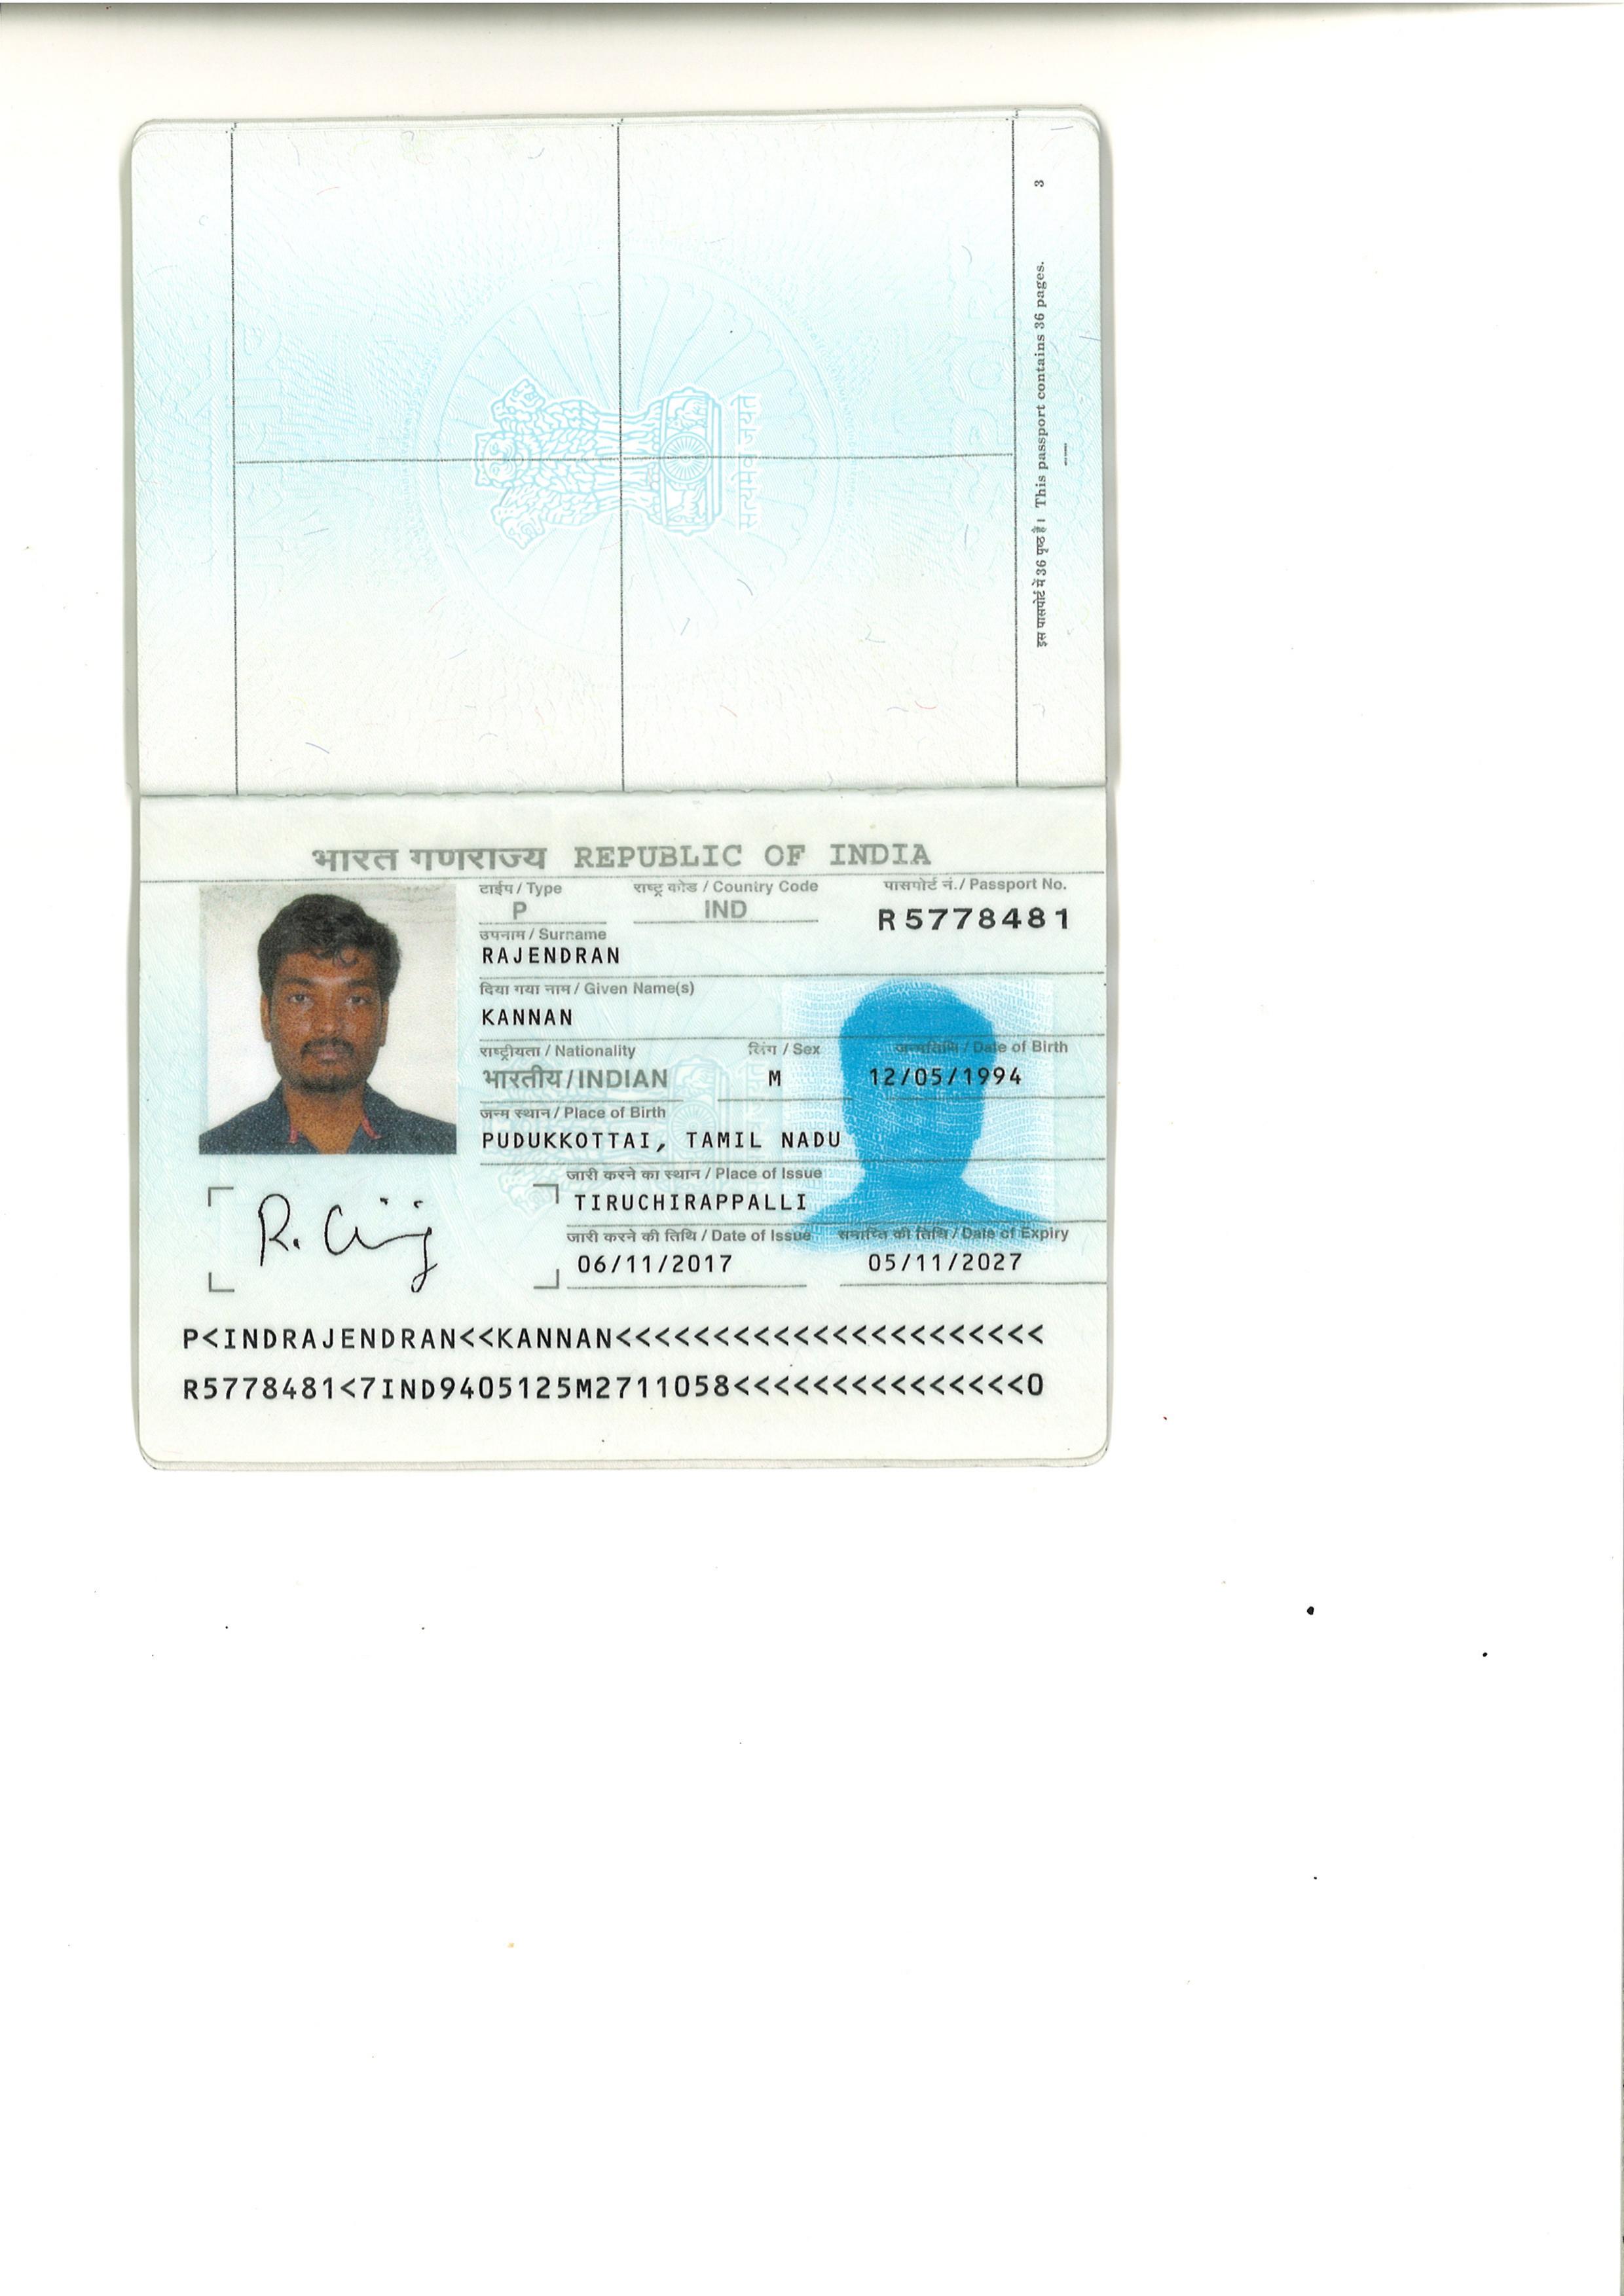 3
इस पासपोर्ट में 36 पृष्ठ है। This passport contains 36 pages.
सत्यमेव जयते
भारत गणराज्य REPUBLIC OF INDIA
टाईप / Type राष्ट्र कोड / Country Code पासपोर्ट नं. / Passport No.
P IND R5778481
उपनाम / Surname
RAJENDRAN
दिया गया नाम / Given Name(s)
KANNAN
राष्ट्रीयता / Nationality लिंग / Sex जन्मतिथि / Date of Birth
भारतीय/INDIAN M 12/05/1994
जन्म स्थान / Place of Birth
PUDUKKOTTAI, TAMIL NADU
जारी करने का स्थान / Place of Issue
TIRUCHIRAPPALLI
जारी करने की तिथि / Date of Issue समाप्ति की तिथि / Date of Expiry
06/11/2017 05/11/2027
R.
P<INDRAJENDRAN<<KANNAN<<<<<<<<<<<<<<<<<<<<<<
R5778481<7IND9405125M2711058<<<<<<<<<<<<<<<0